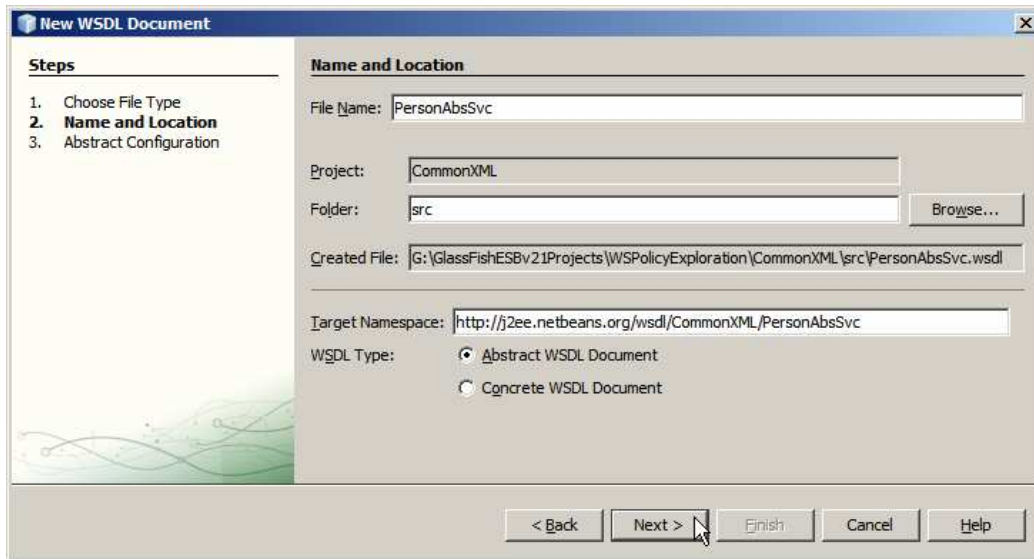 New WSDL Document
Steps
1. Choose File Type
2. Name and Location
3. Abstract Configuration
Name and Location
File Name: PersonAbsSvc
Project: CommonXML
Folder: src Browse...
Created File: G:\GlassFishESBv21Projects\WSPolicyExploration\CommonXML\src\PersonAbsSvc.wsdl
Target Namespace: http://j2ee.netbeans.org/wsdl/CommonXML/PersonAbsSvc
WSDL Type: Abstract WSDL Document
Concrete WSDL Document
< Back Next > Finish Cancel Help